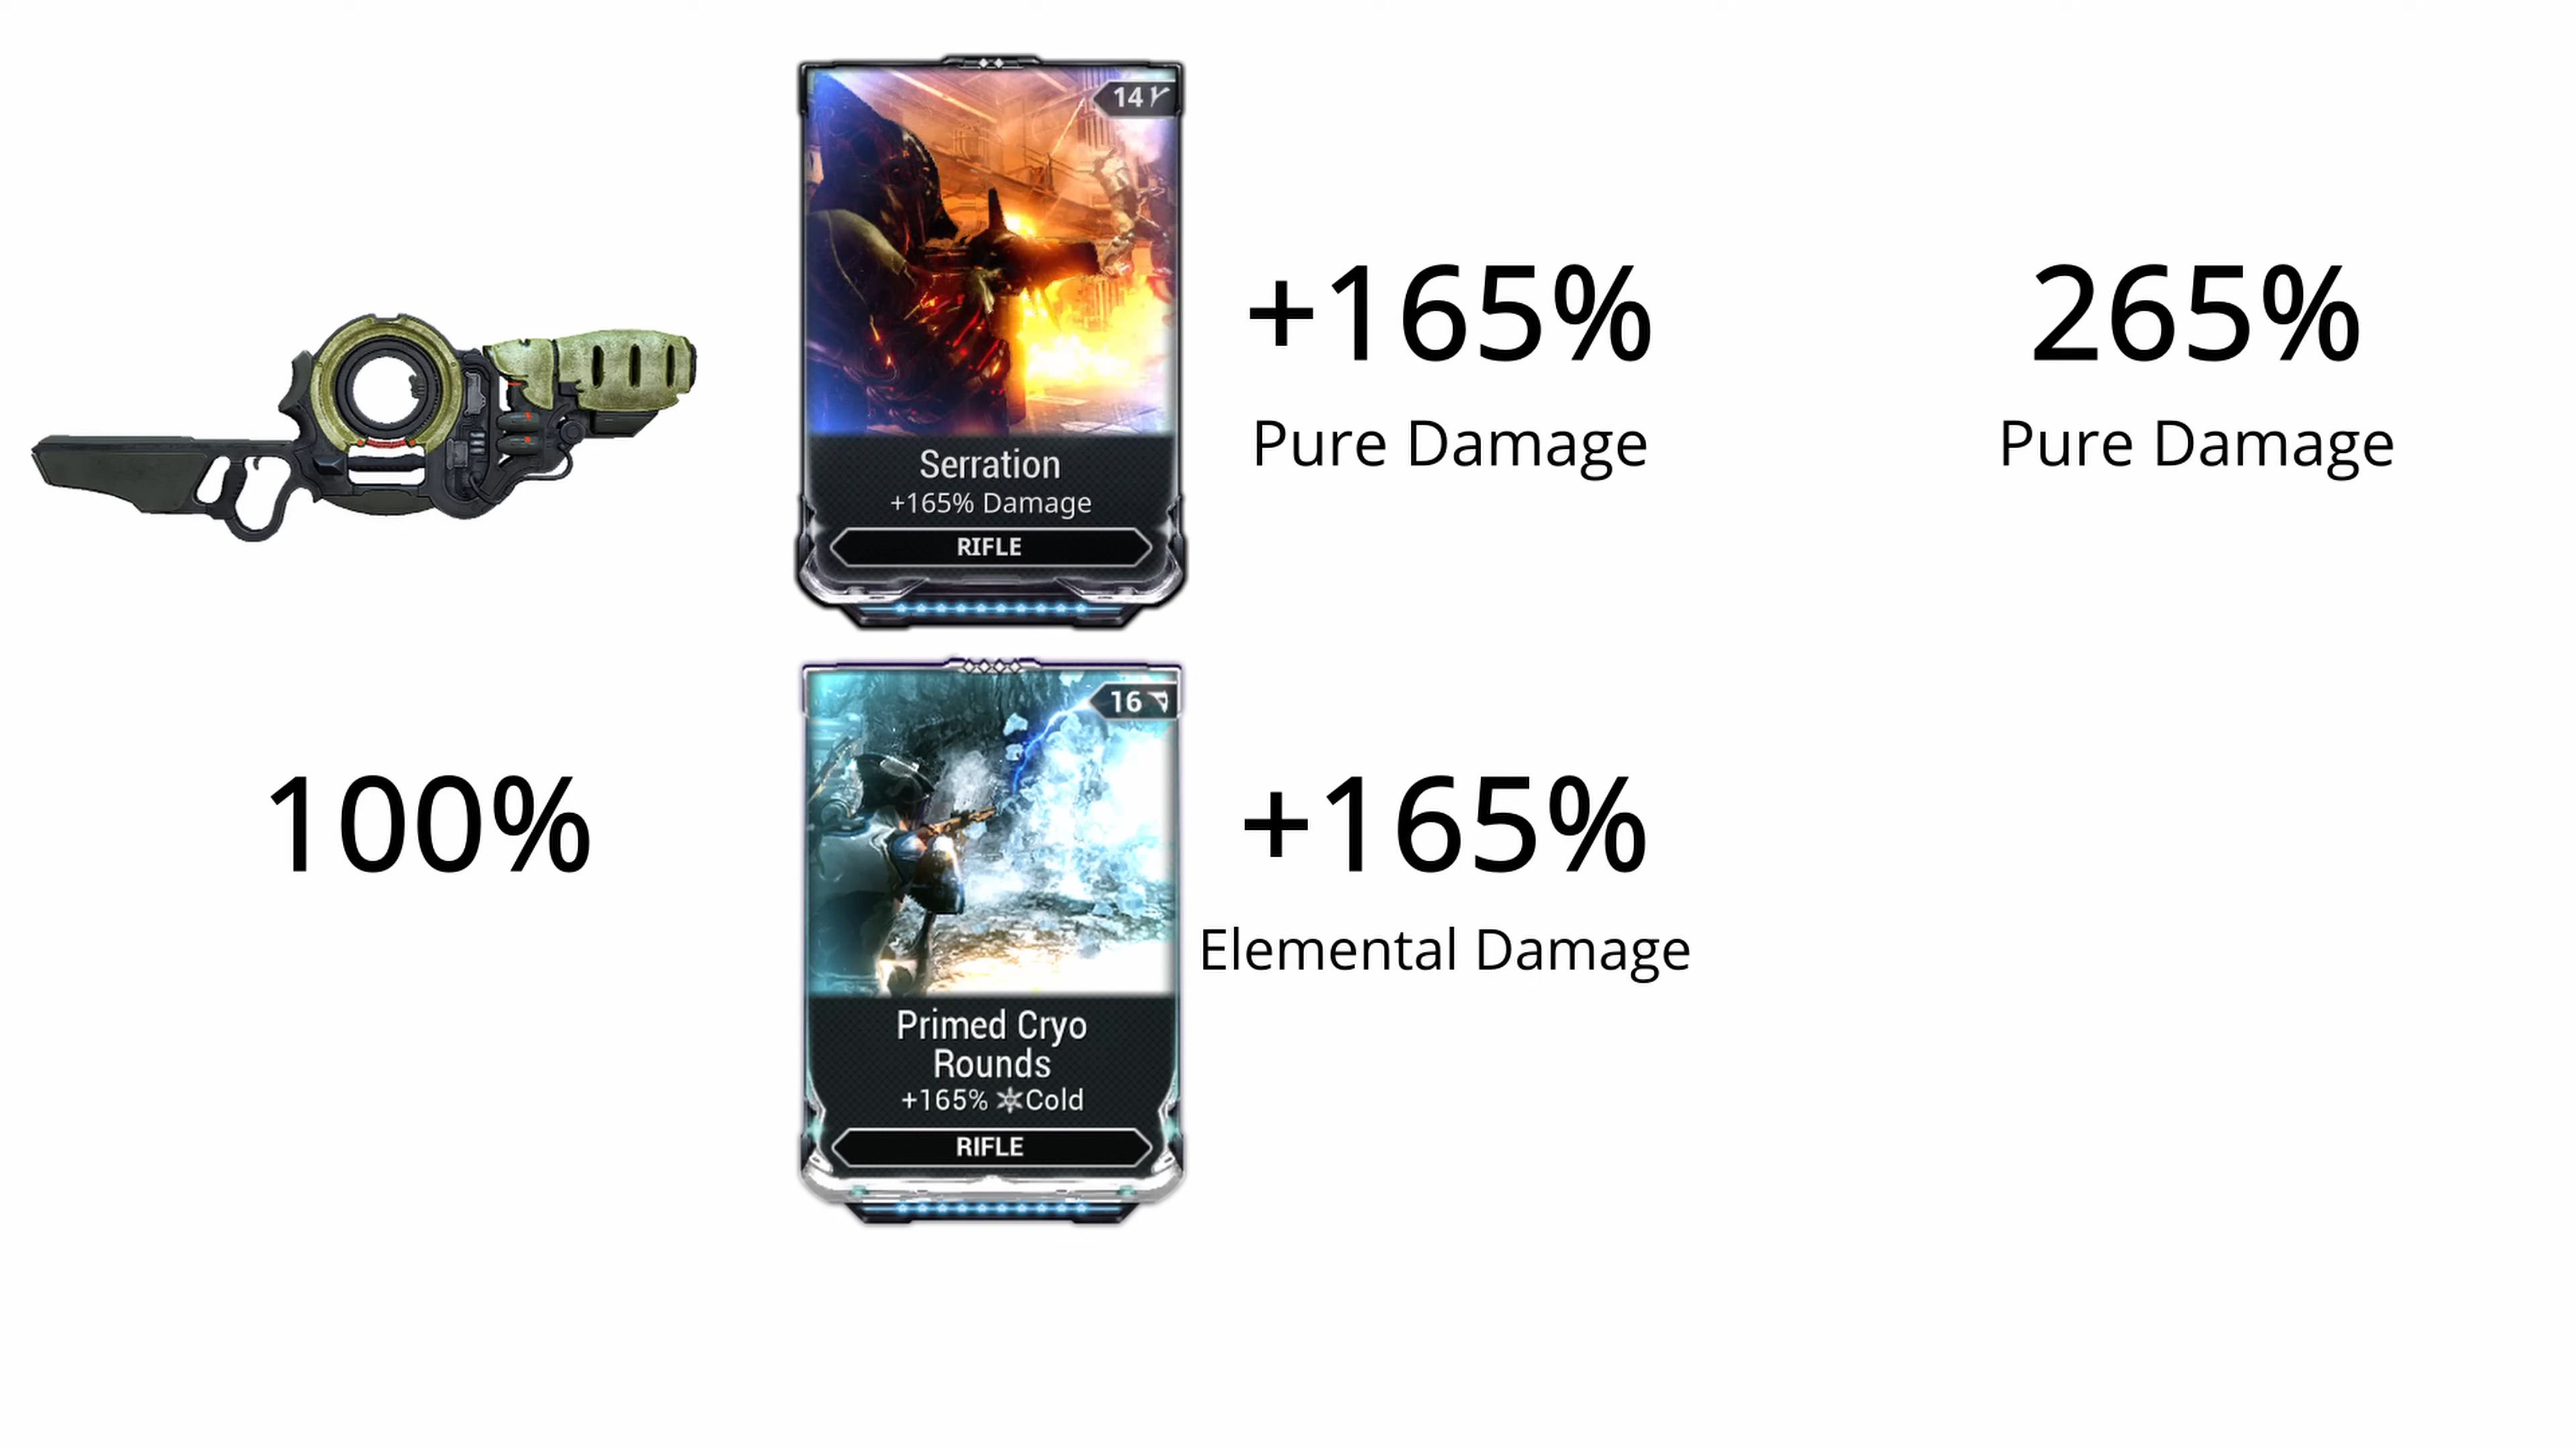 14
Serration
+165% Damage
RIFLE
+165%
Pure Damage
265%
Pure Damage
100%
16
Primed Cryo
Rounds
+165% Cold
RIFLE
+165%
Elemental Damage